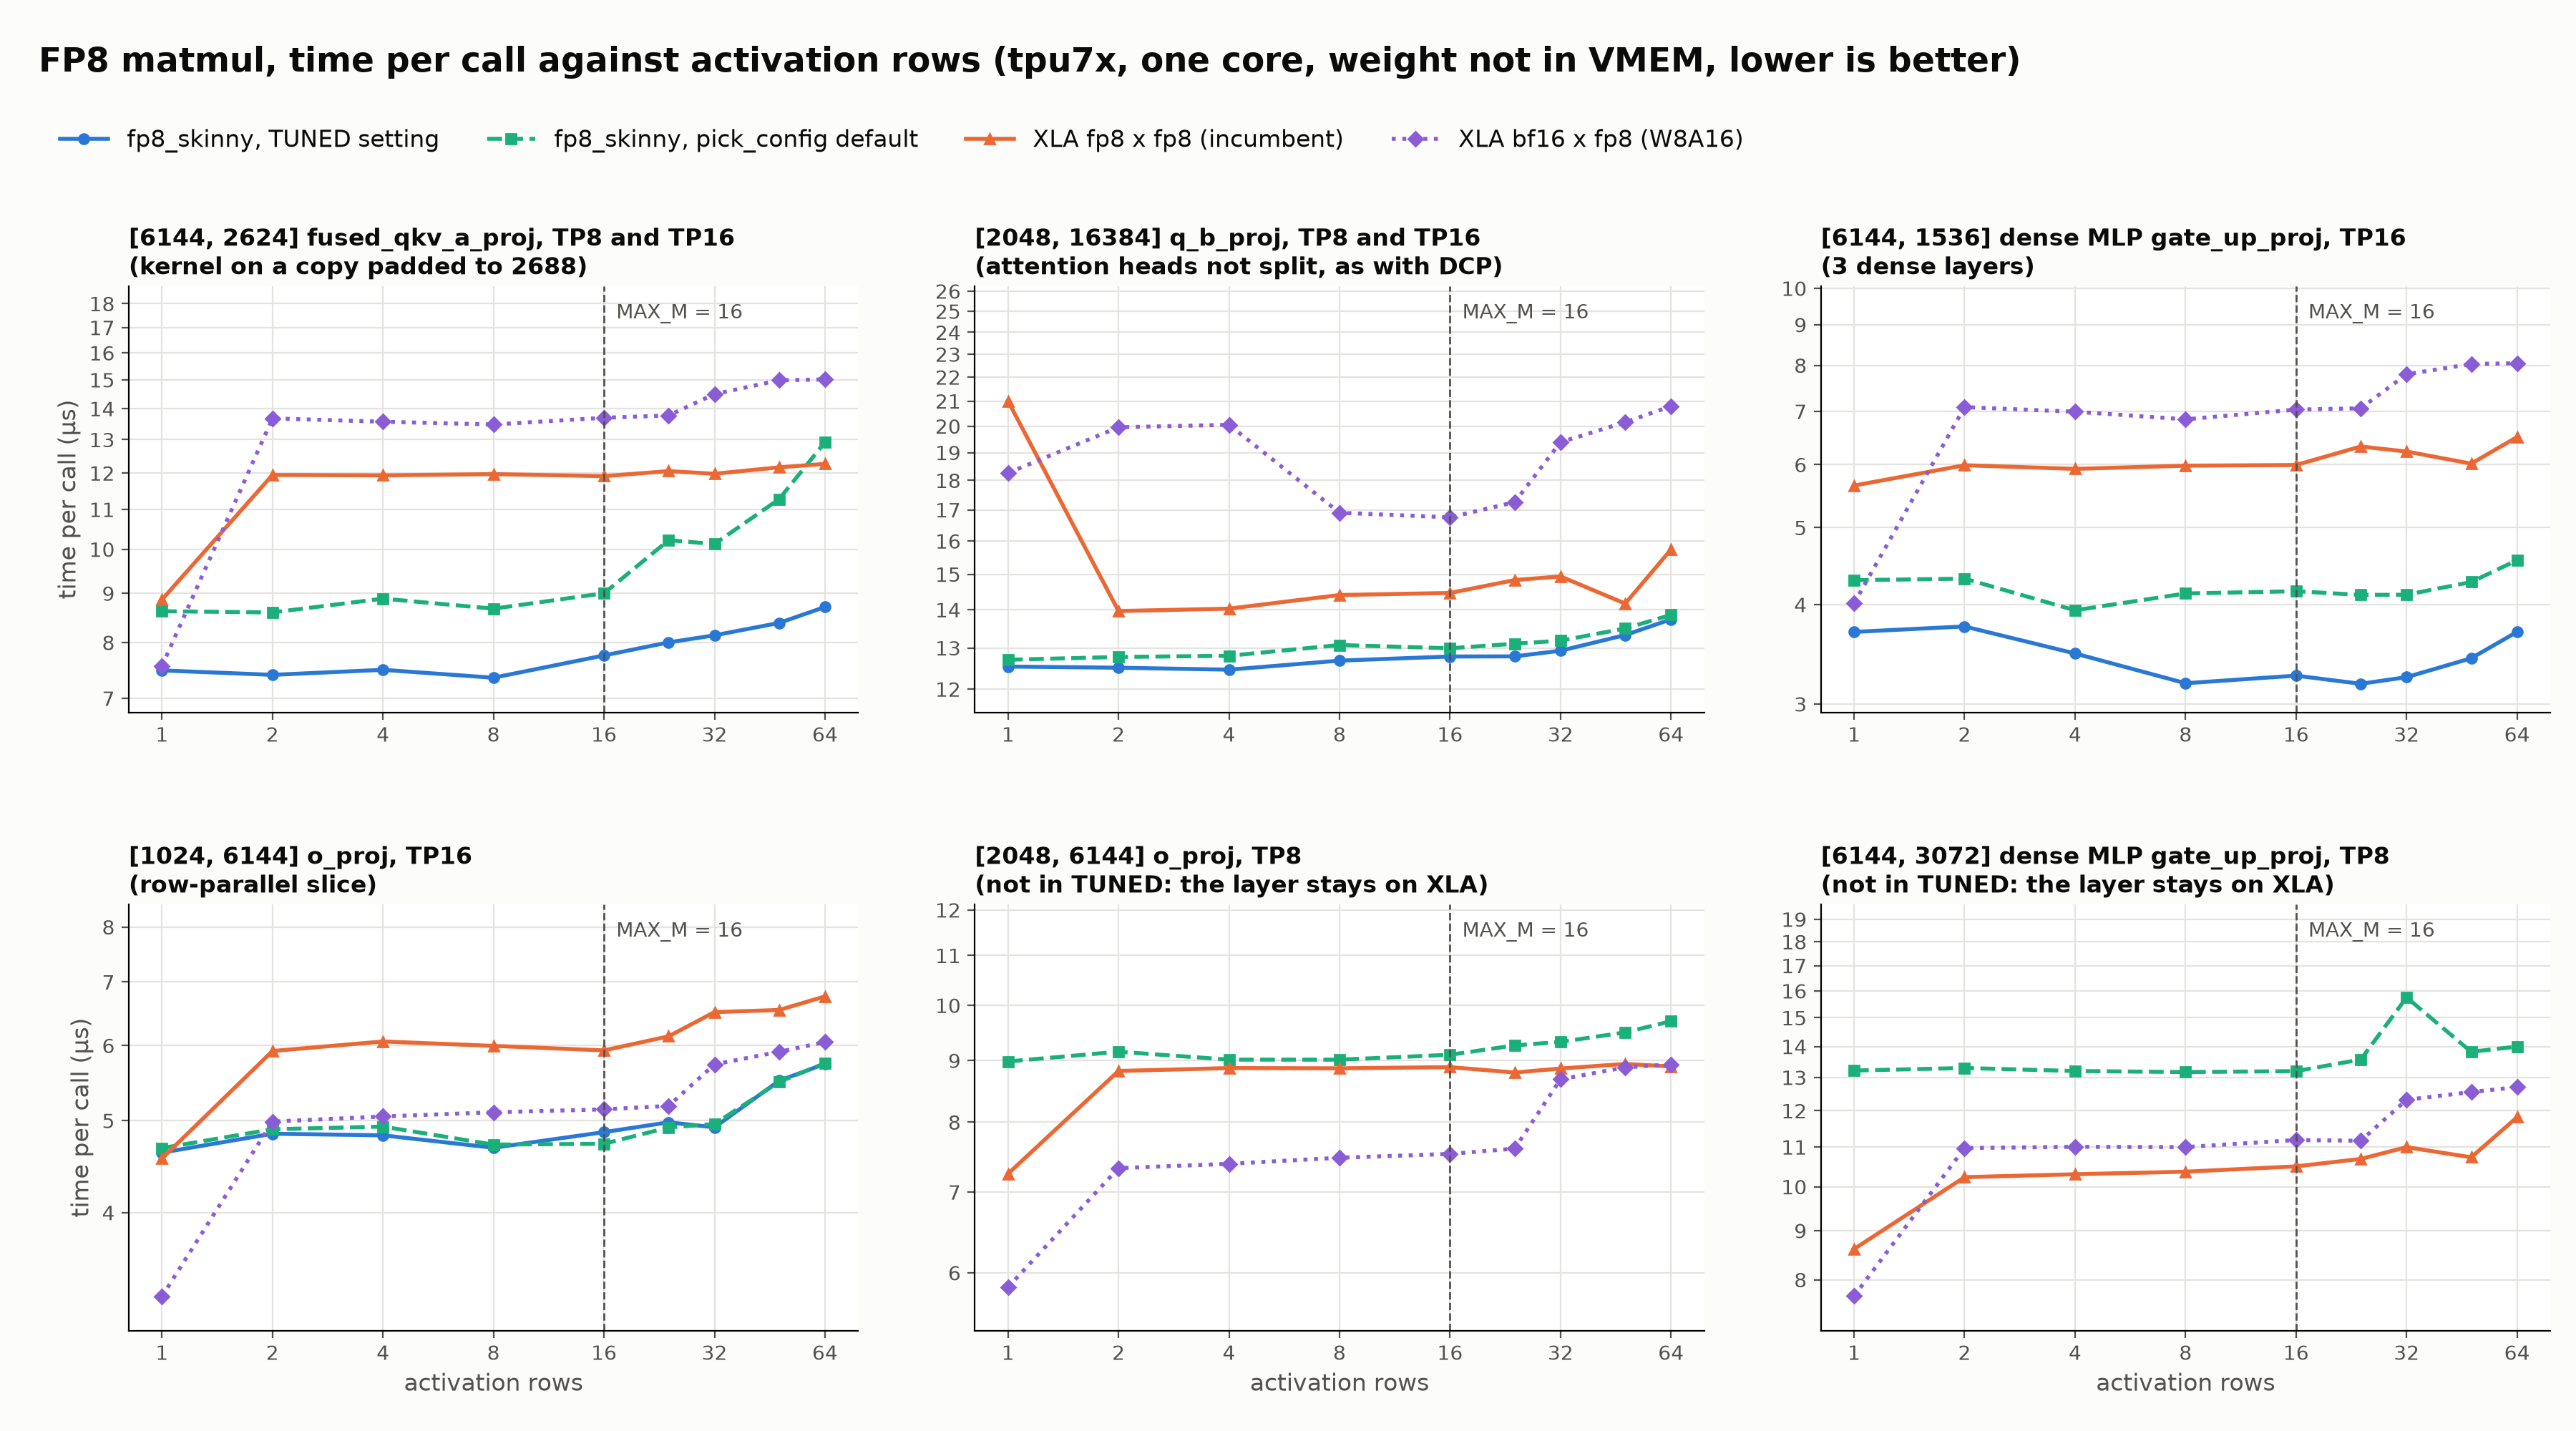 FP8 matmul, time per call against activation rows (tpu7x, one core, weight not in VMEM, lower is better)
fp8_skinny, TUNED setting
fp8_skinny, pick_config default
XLA fp8 x fp8 (incumbent)
XLA bf16 x fp8 (W8A16)
[6144, 2624] fused_qkv_a_proj, TP8 and TP16
(kernel on a copy padded to 2688)
MAX_M = 16
time per call (µs)
18
17
16
15
14
13
12
11
10
9
8
7
1 2 4 8 16 32 64
[2048, 16384] q_b_proj, TP8 and TP16
(attention heads not split, as with DCP)
MAX_M = 16
26
25
24
23
22
21
20
19
18
17
16
15
14
13
12
1 2 4 8 16 32 64
[6144, 1536] dense MLP gate_up_proj, TP16
(3 dense layers)
MAX_M = 16
10
9
8
7
6
5
4
3
1 2 4 8 16 32 64
[1024, 6144] o_proj, TP16
(row-parallel slice)
MAX_M = 16
time per call (µs)
8
7
6
5
4
1 2 4 8 16 32 64
activation rows
[2048, 6144] o_proj, TP8
(not in TUNED: the layer stays on XLA)
MAX_M = 16
12
11
10
9
8
7
6
1 2 4 8 16 32 64
activation rows
[6144, 3072] dense MLP gate_up_proj, TP8
(not in TUNED: the layer stays on XLA)
MAX_M = 16
19
18
17
16
15
14
13
12
11
10
9
8
1 2 4 8 16 32 64
activation rows